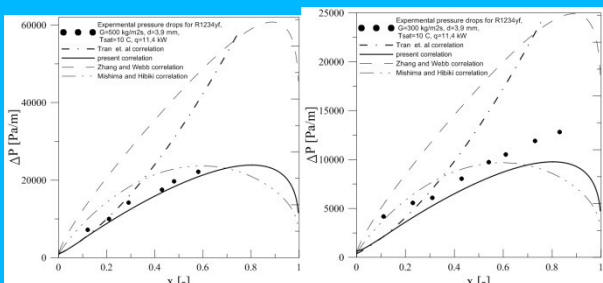 Expermental pressure drops for R1234yf,
G=500 kg/m2s, d=3,9 mm,
Tsat=10 C, q=11,4 kW
Tran et. al correlation
present correlation
Zhang and Webb correlation
Mishima and Hibiki correlation
ΔP [Pa/m]
60000
40000
20000
0
0
0.2
0.4
0.6
0.8
1
Expermental pressure drops for R1234yf,
G=300 kg/m2s, d=3,9 mm,
Tsat=10 C, q=11,4 kW
Tran et. al correlation
present correlation
Zhang and Webb correlation
Mishima and Hibiki correlation
ΔP [Pa/m]
25000
20000
15000
10000
5000
0
0
0.2
0.4
0.6
0.8
1